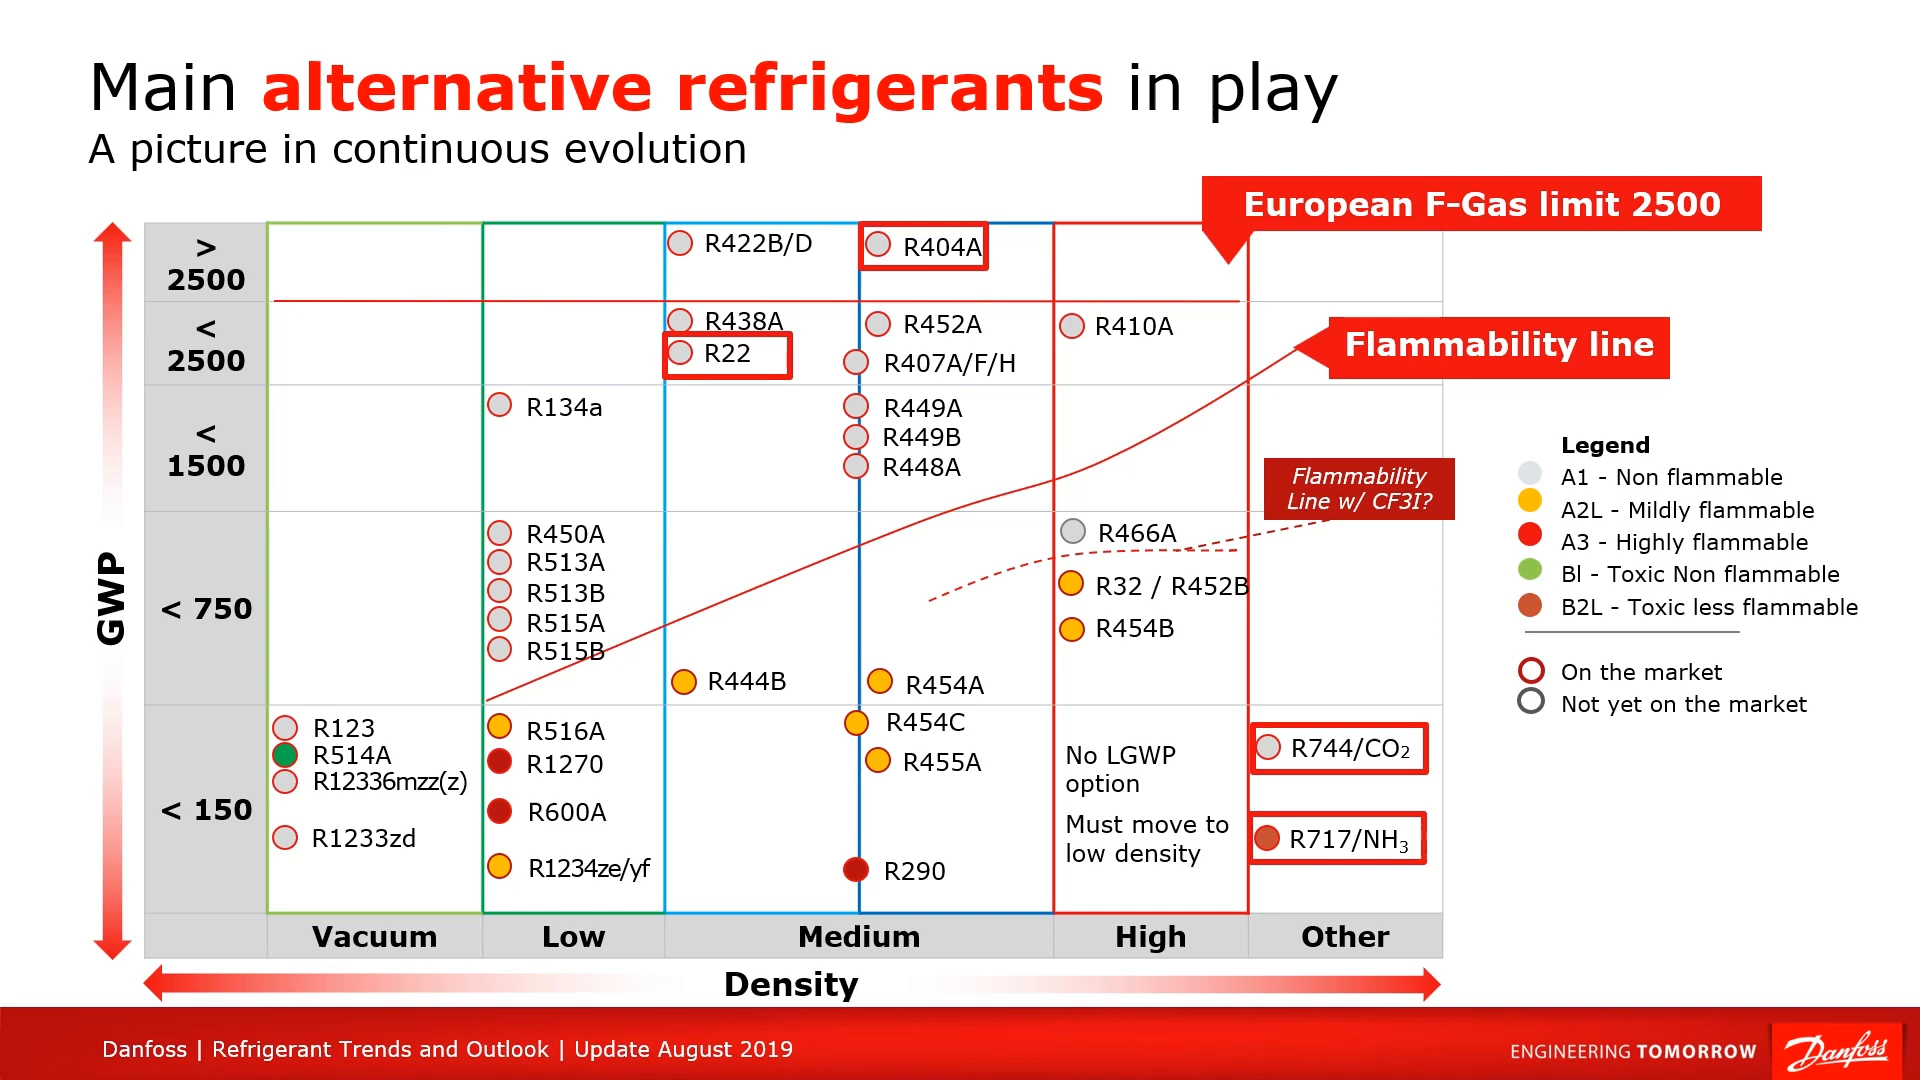 Main alternative refrigerants in play
A picture in continuous evolution
European F-Gas limit 2500
>
2500
R422B/D
R404A
<
2500
R438A
R22
R452A
R407A/F/H
R410A
Flammability line
<
1500
R134a
R449A
R449B
R448A
Flammability
Line w/ CF3I?
GWP
< 750
R450A
R513A
R513B
R515A
R515B
R444B
R454A
R466A
R32 / R452B
R454B
< 150
R123
R514A
R12336mzz(z)
R1233zd
R516A
R1270
R600A
R1234ze/yf
R454C
R455A
R290
No LGWP
option
Must move to
low density
R744/CO₂
R717/NH₃
Vacuum
Low
Medium
High
Other
Density
Legend
A1 - Non flammable
A2L - Mildly flammable
A3 - Highly flammable
Bl - Toxic Non flammable
B2L - Toxic less flammable
On the market
Not yet on the market
Danfoss | Refrigerant Trends and Outlook | Update August 2019
ENGINEERING TOMORROW
Danfoss